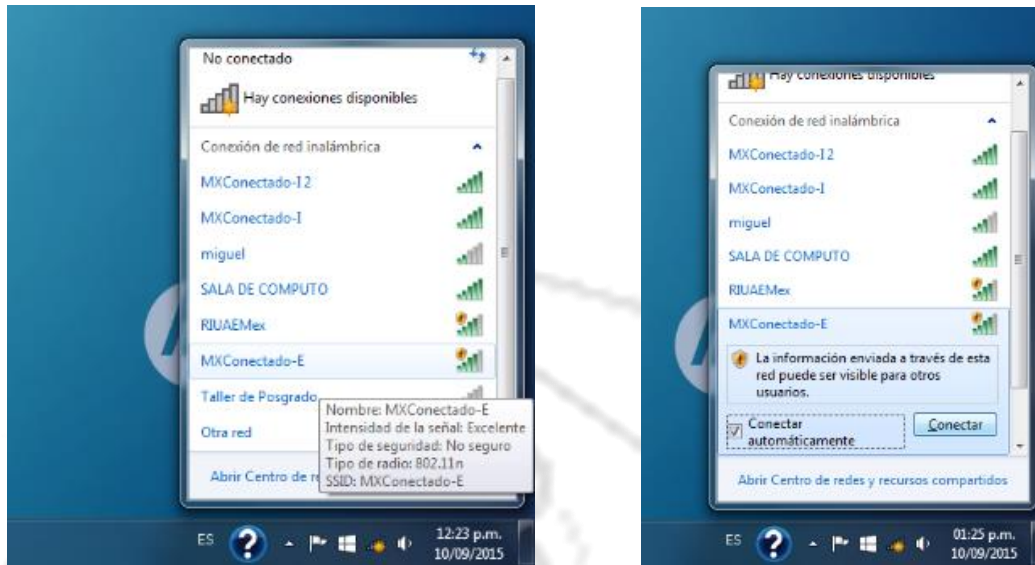 No conectado
Hay conexiones disponibles
Conexión de red inalámbrica
MXConectado-I2
MXConectado-I
miguel
SALA DE COMPUTO
RIUAEMex
MXConectado-E
Taller de Posgrado
Otra red
Nombre: MXConectado-E
Intensidad de la señal: Excelente
Tipo de seguridad: No seguro
Tipo de radio: 802.11n
SSID: MXConectado-E
Abrir Centro de
ES
12:23 p.m.
10/09/2015
Hay conexiones disponibles
Conexión de red inalámbrica
MXConectado-I2
MXConectado-I
miguel
SALA DE COMPUTO
RIUAEMex
MXConectado-E
La información enviada a través de esta
red puede ser visible para otros
usuarios.
Conectar
automáticamente
Conectar
Abrir Centro de redes y recursos compartidos
ES
01:25 p.m.
10/09/2015